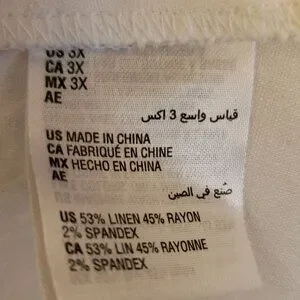 US 3X
CA 3X
MX 3X
AE
قياس واسع 3 اكس
US MADE IN CHINA
CA FABRIQUÉ EN CHINE
MX HECHO EN CHINA
AE
صُنع في الصين
US 53% LINEN 45% RAYON
2% SPANDEX
CA 53% LIN 45% RAYONNE
2% SPANDEX